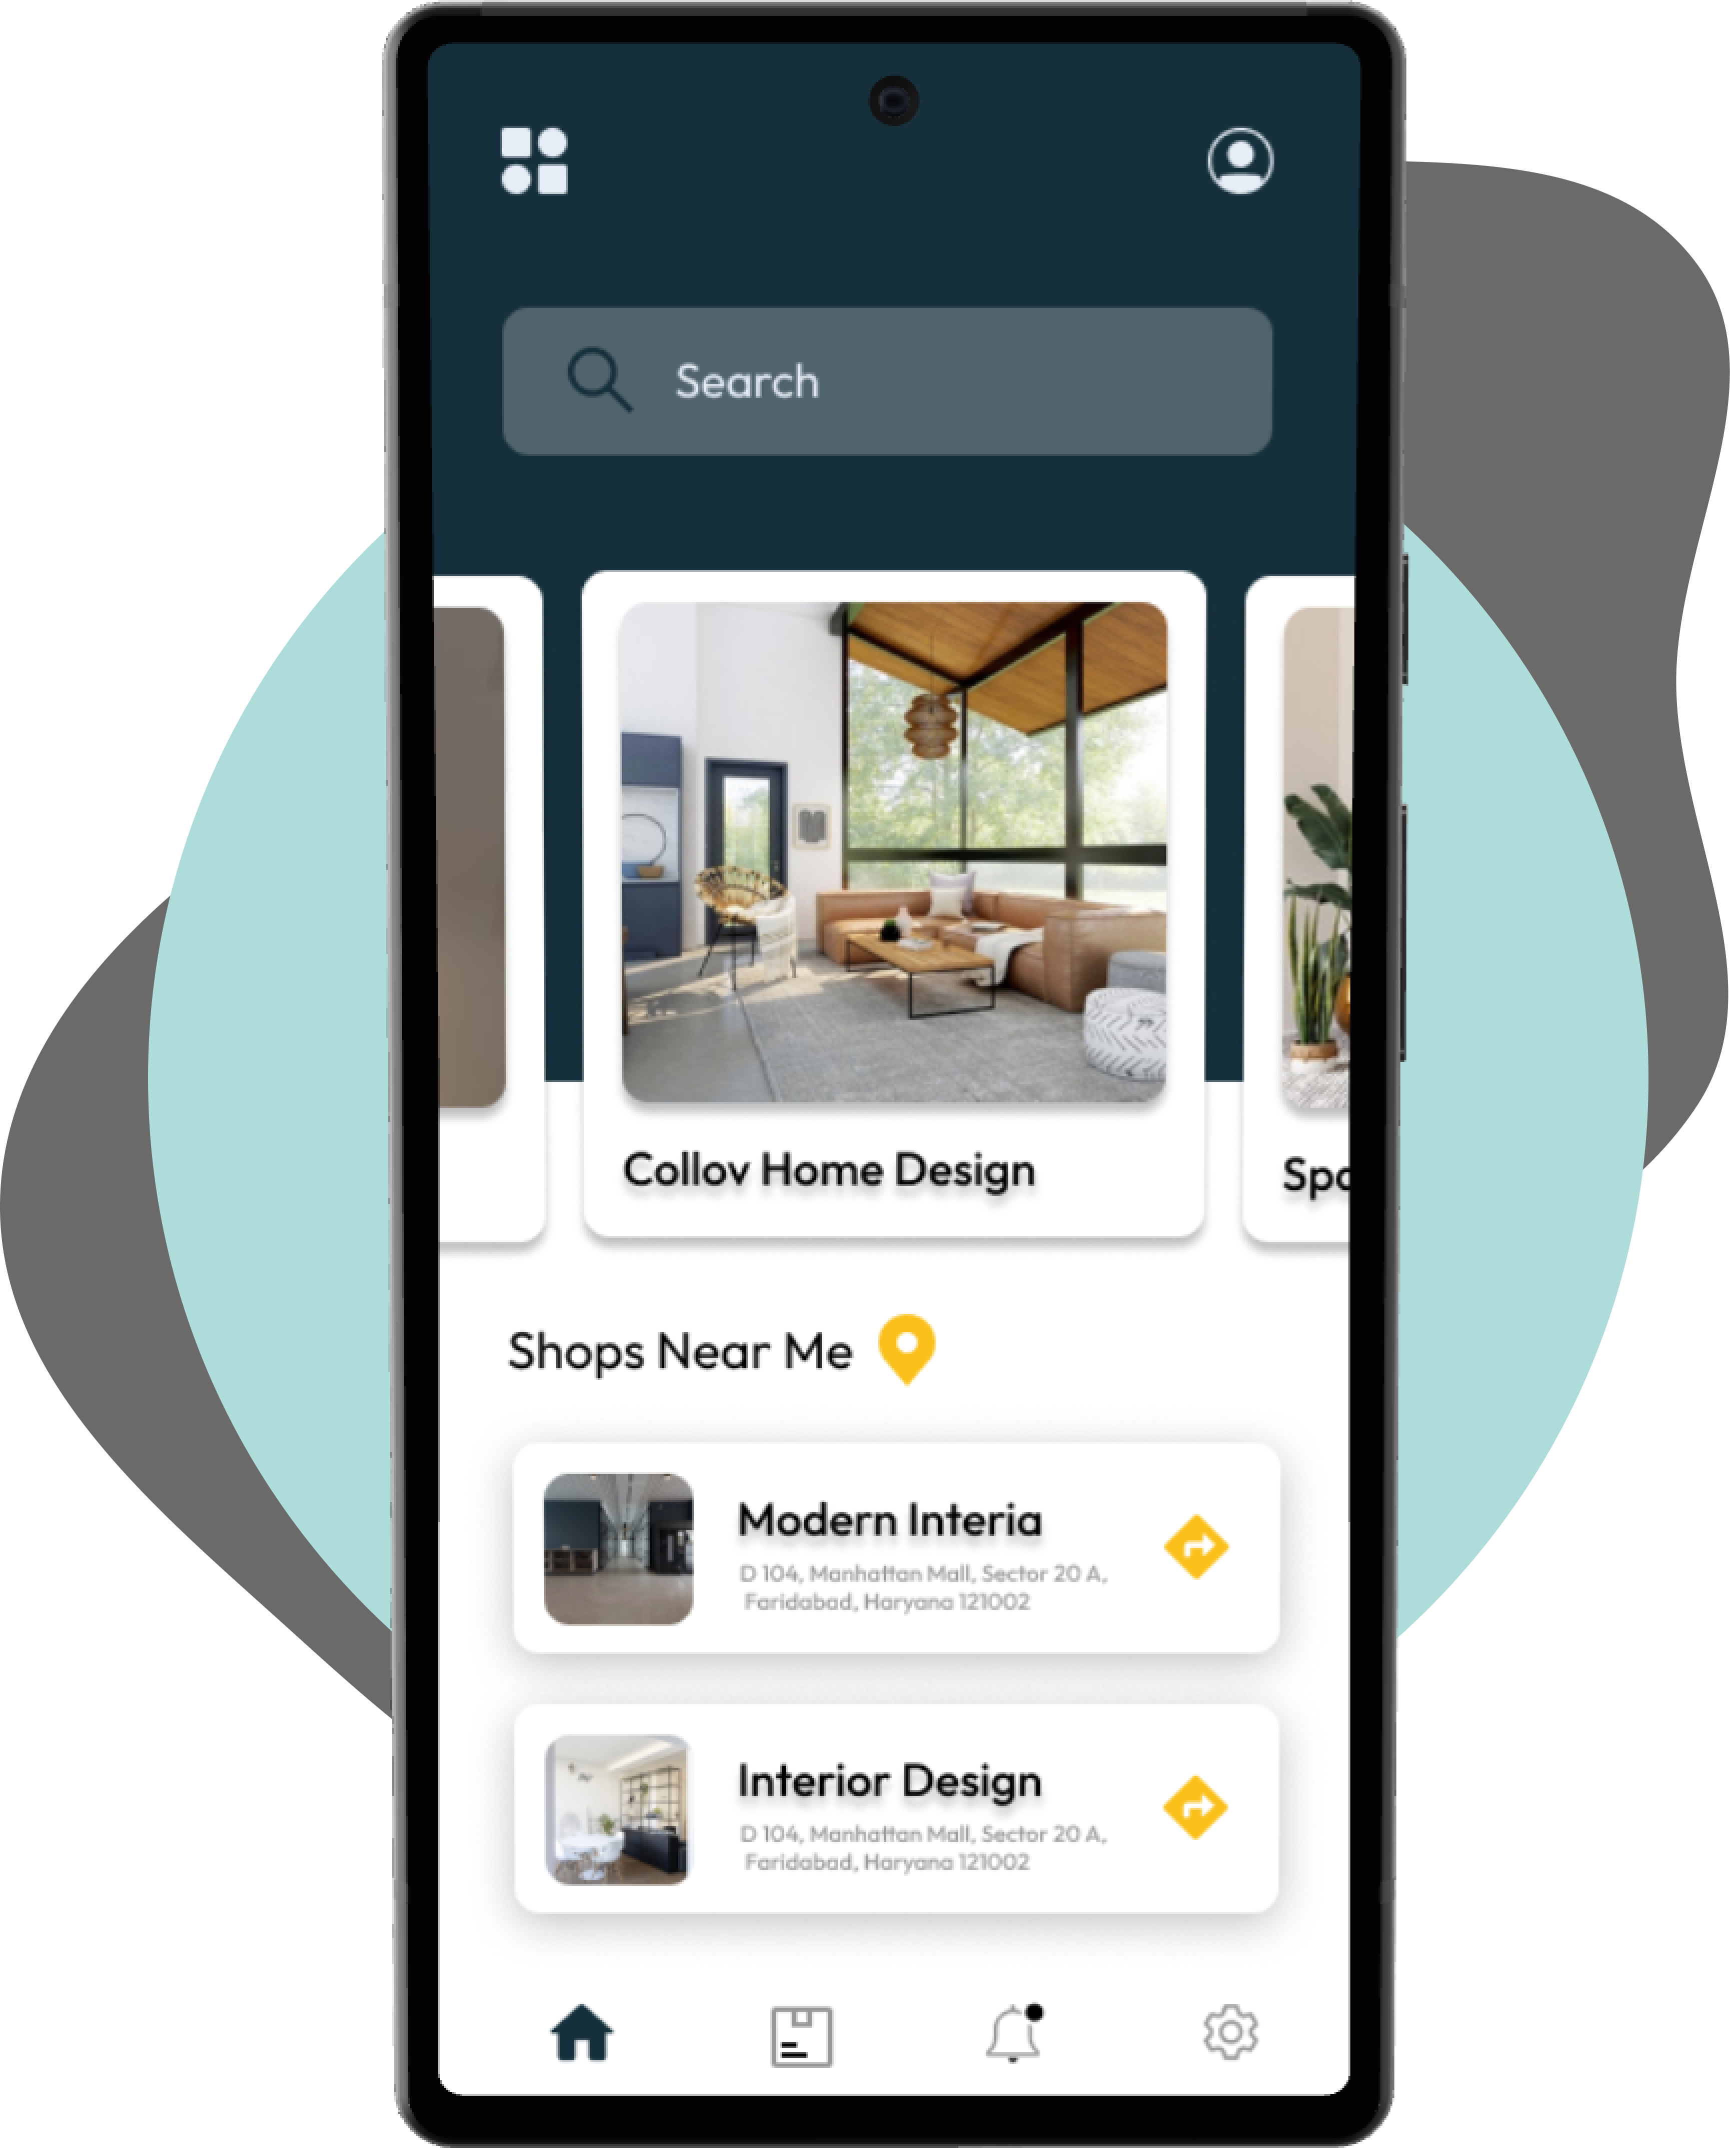 Search
Collov Home Design
Shops Near Me
Modern Interia
D 104, Manhattan Mall, Sector 20 A,
Faridabad, Haryana 121002
Interior Design
D 104, Manhattan Mall, Sector 20 A,
Faridabad, Haryana 121002